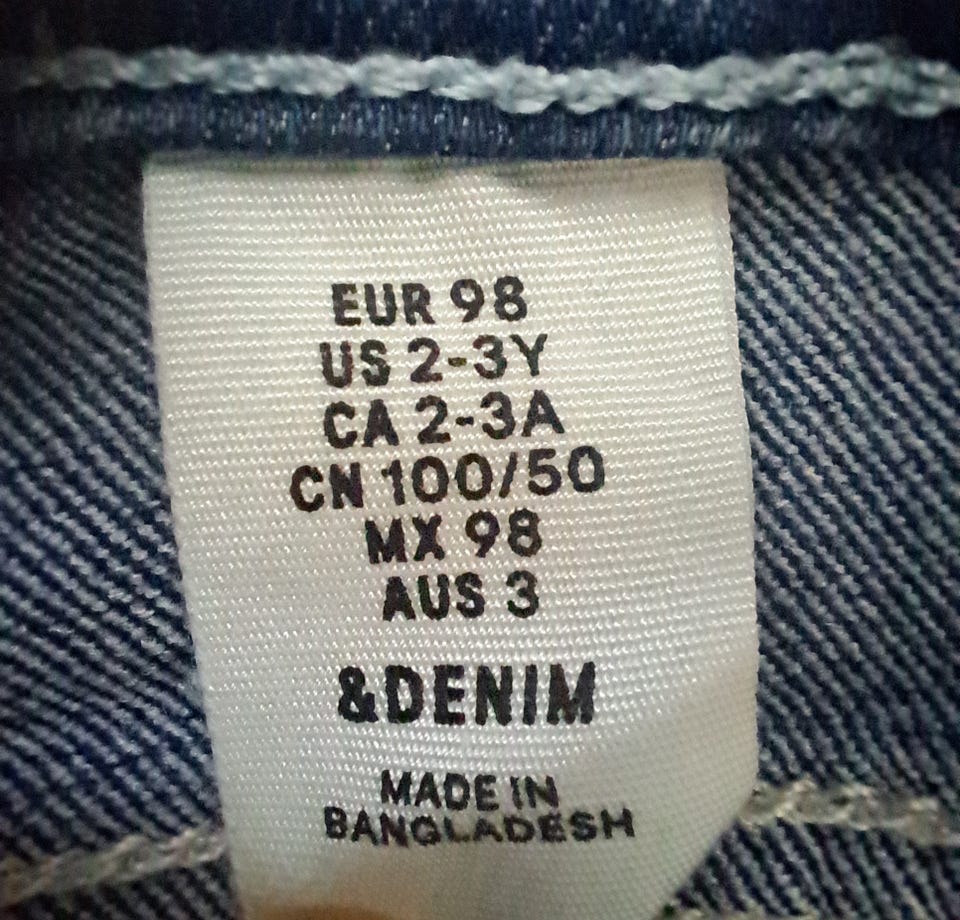 EUR 98
US 2-3Y
CA 2-3A
CN 100/50
MX 98
AUS 3
&DENIM
MADE IN
BANGLADESH